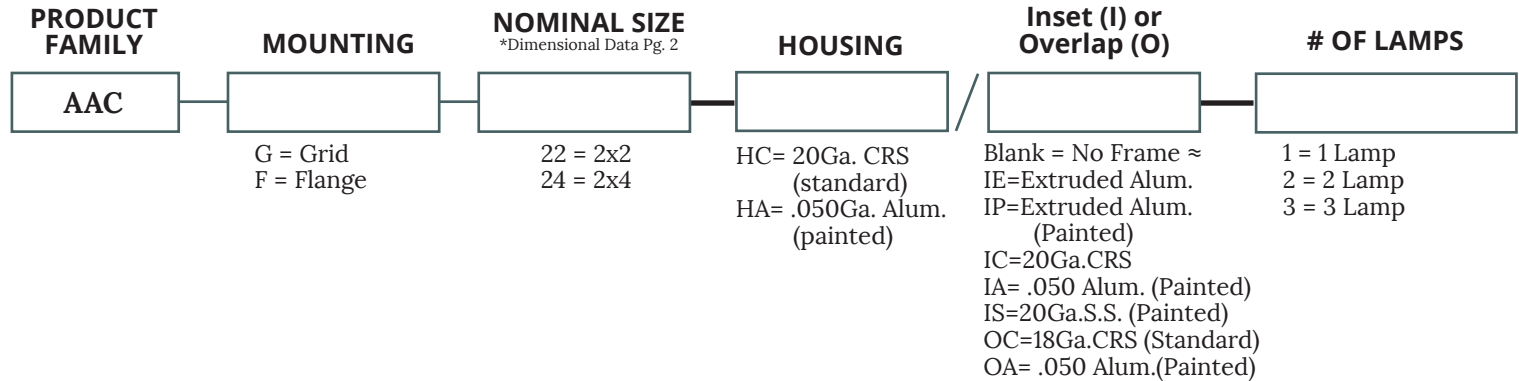 PRODUCT
FAMILY
MOUNTING
NOMINAL SIZE
*Dimensional Data Pg. 2
HOUSING
Inset (I) or
Overlap (O)
# OF LAMPS
AAC
/
G = Grid
F = Flange
22 = 2x2
24 = 2x4
HC= 20Ga. CRS
(standard)
HA= .050Ga. Alum.
(painted)
Blank = No Frame ≈
IE=Extruded Alum.
IP=Extruded Alum.
(Painted)
IC=20Ga.CRS
IA= .050 Alum. (Painted)
IS=20Ga.S.S. (Painted)
OC=18Ga.CRS (Standard)
OA= .050 Alum.(Painted)
1 = 1 Lamp
2 = 2 Lamp
3 = 3 Lamp